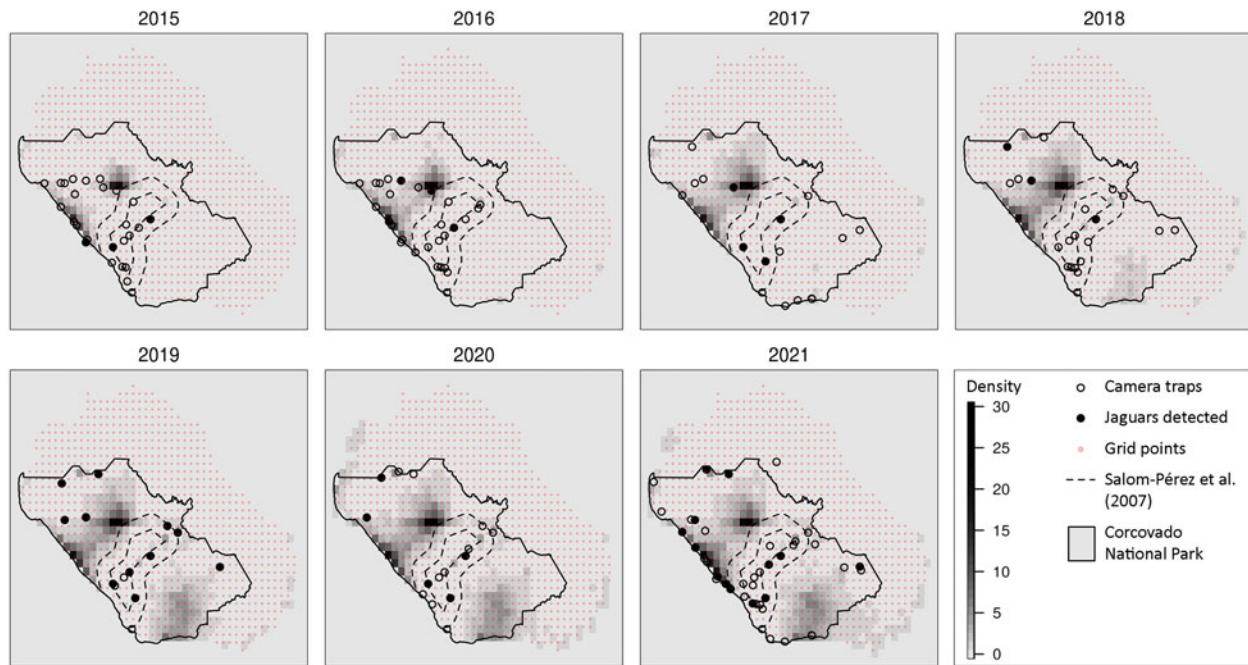 2015
2016
2017
2018
2019
2020
2021
Density
30
25
20
15
10
5
0
Camera traps
Jaguars detected
Grid points
Salom-Pérez et al.
(2007)
Corcovado
National Park